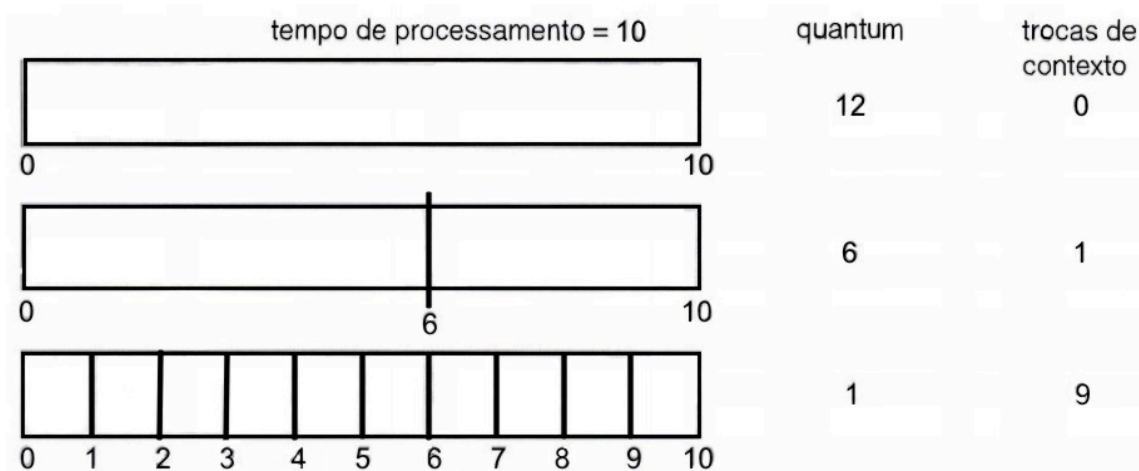 tempo de processamento = 10 quantum trocas de
contexto
12 0
0 10
6 1
0 6 10
1 9
0 1 2 3 4 5 6 7 8 9 10